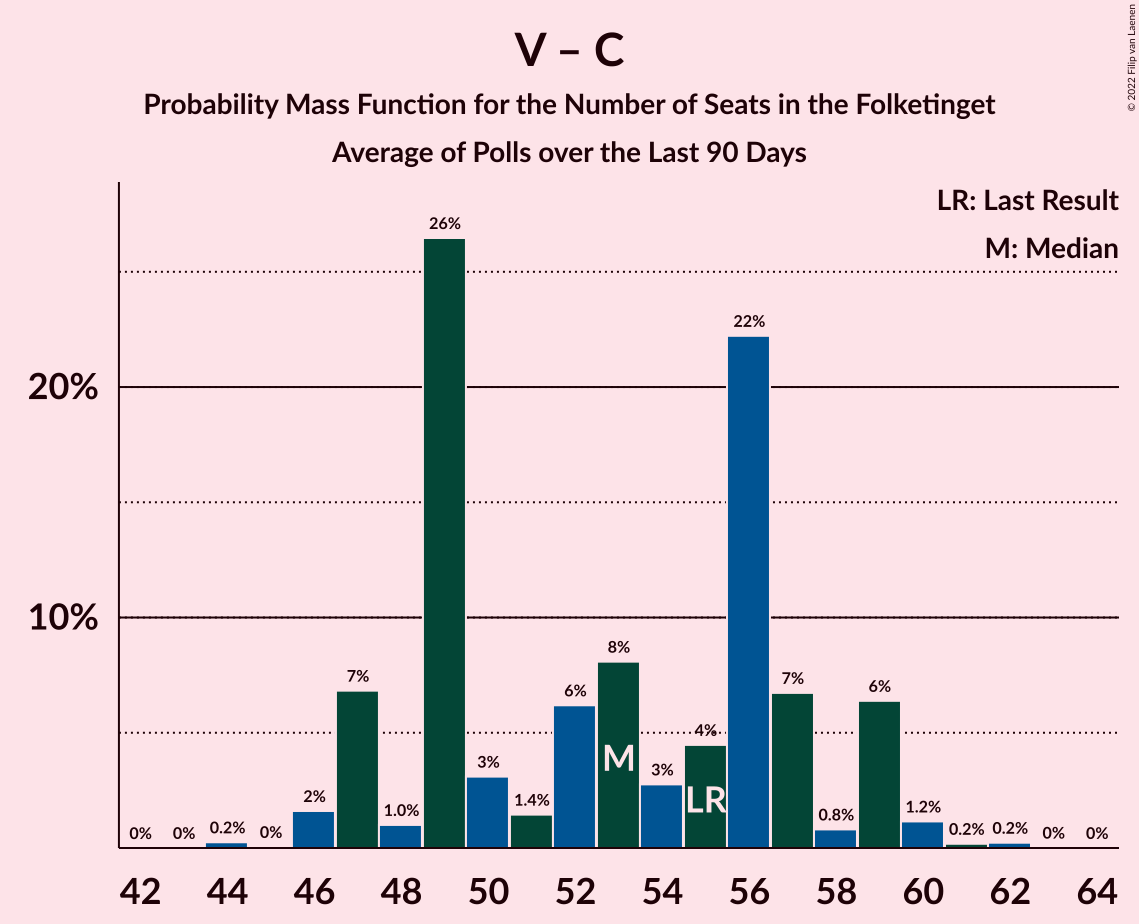 © 2022 Filip van Laenen
V – C
Probability Mass Function for the Number of Seats in the Folketinget
Average of Polls over the Last 90 Days
LR: Last Result
M: Median
20%
10%
0% 0% 0.2% 0% 2% 7% 1.0% 26% 3% 1.4% 6% 8% 3% 4% 22% 7% 0.8% 6% 1.2% 0.2% 0.2% 0% 0%
M
LR
42 44 46 48 50 52 54 56 58 60 62 64